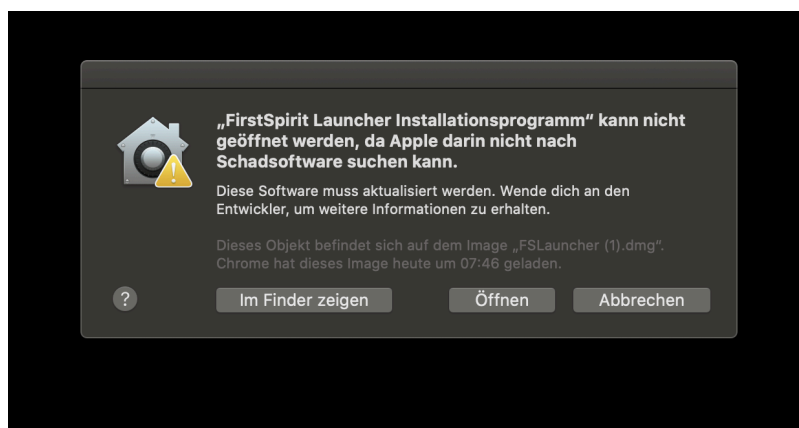 „FirstSpirit Launcher Installationsprogramm“ kann nicht
geöffnet werden, da Apple darin nicht nach
Schadsoftware suchen kann.
Diese Software muss aktualisiert werden. Wende dich an den
Entwickler, um weitere Informationen zu erhalten.
Dieses Objekt befindet sich auf dem Image „FSLauncher (1).dmg“.
Chrome hat dieses Image heute um 07:46 geladen.
? Im Finder zeigen Öffnen Abbrechen